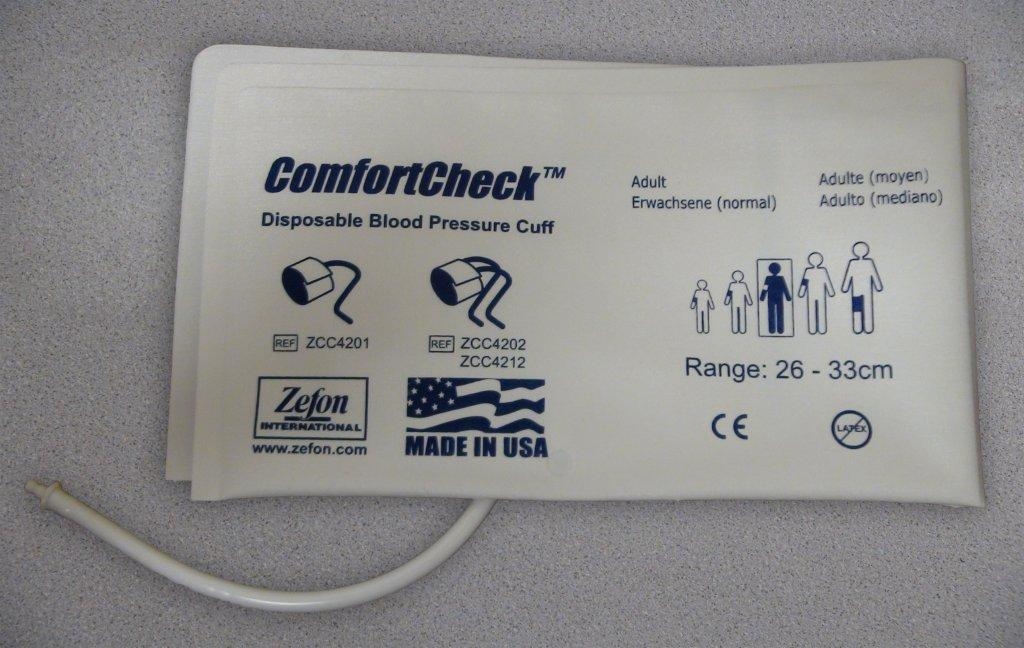 ComfortCheck™
Disposable Blood Pressure Cuff
REF ZCC4201
REF ZCC4202
ZCC4212
Zefon
INTERNATIONAL
www.zefon.com
MADE IN USA
Adult
Erwachsene (normal)
Adulte (moyen)
Adulto (mediano)
Range: 26 - 33cm
CE
LATEX